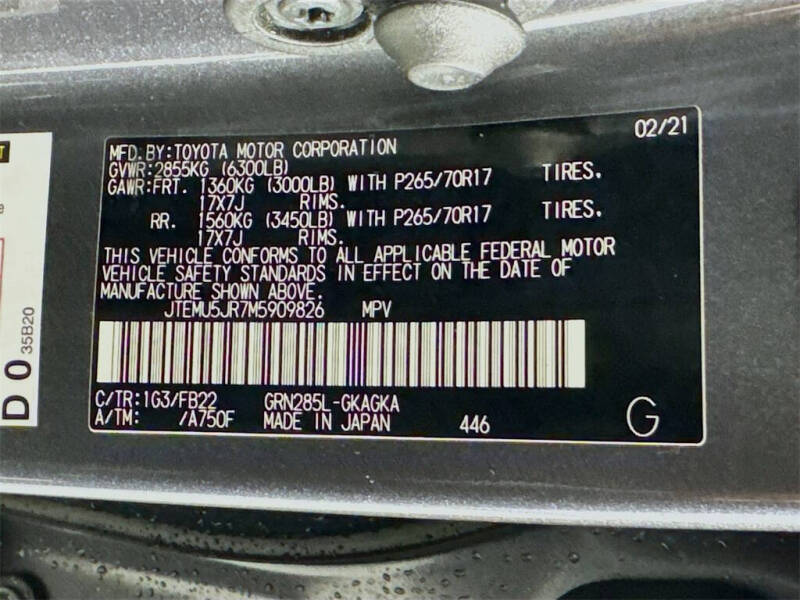 02/21
MFD.BY:TOYOTA MOTOR CORPORATION
GVWR:2855KG (6300LB)
GAWR:FRT. 1360KG (3000LB) WITH P265/70R17 TIRES.
17X7J RIMS.
RR. 1560KG (3450LB) WITH P265/70R17 TIRES.
17X7J RIMS.
THIS VEHICLE CONFORMS TO ALL APPLICABLE FEDERAL MOTOR
VEHICLE SAFETY STANDARDS IN EFFECT ON THE DATE OF
MANUFACTURE SHOWN ABOVE.
JTEMU5JR7M5909826 MPV
C/TR:1G3/FB22 GRN285L-GKAGKA
A/TM: /A750F MADE IN JAPAN 446
G
D 0 35B20